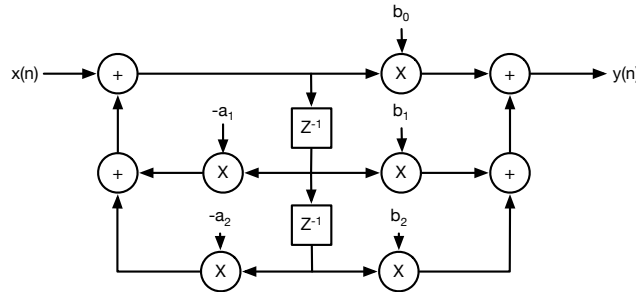 b₀
x(n) + X + y(n)
-a₁ Z⁻¹ b₁
+ X X +
-a₂ Z⁻¹ b₂
X X